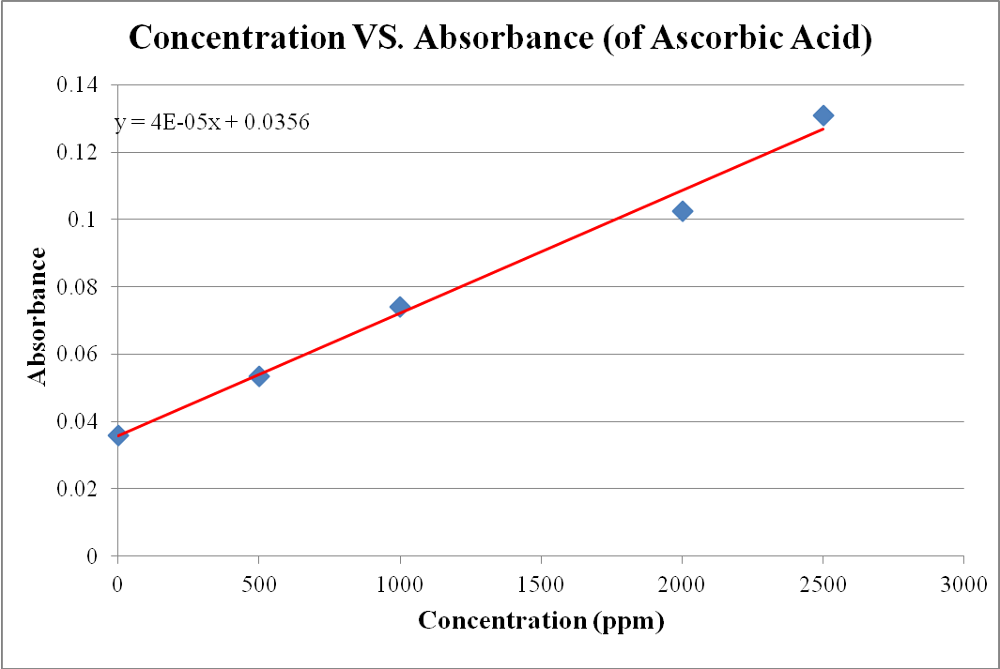 Concentration VS. Absorbance (of Ascorbic Acid)
0.14
y = 4E-05x + 0.0356
0.12
0.1
0.08
0.06
0.04
0.02
0
Absorbance
0 500 1000 1500 2000 2500 3000
Concentration (ppm)